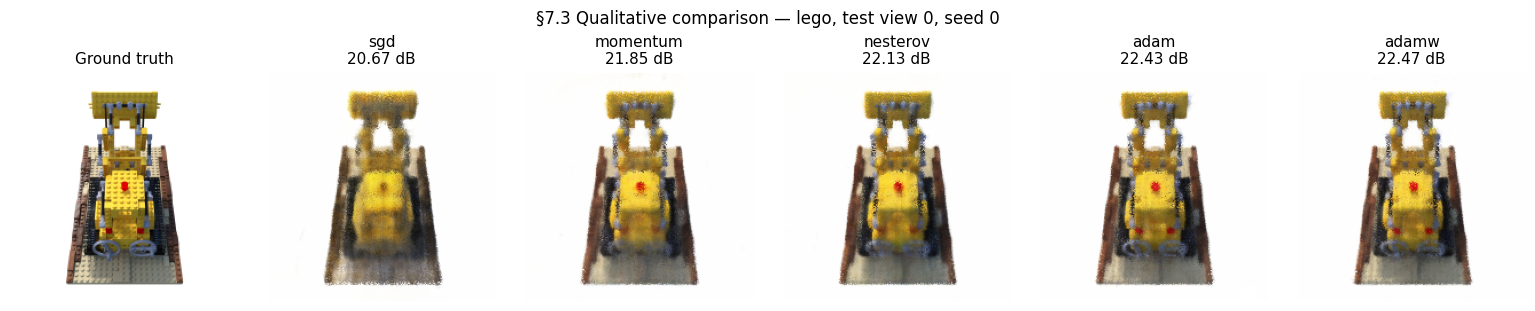 §7.3 Qualitative comparison — lego, test view 0, seed 0
Ground truth
sgd
20.67 dB
momentum
21.85 dB
nesterov
22.13 dB
adam
22.43 dB
adamw
22.47 dB